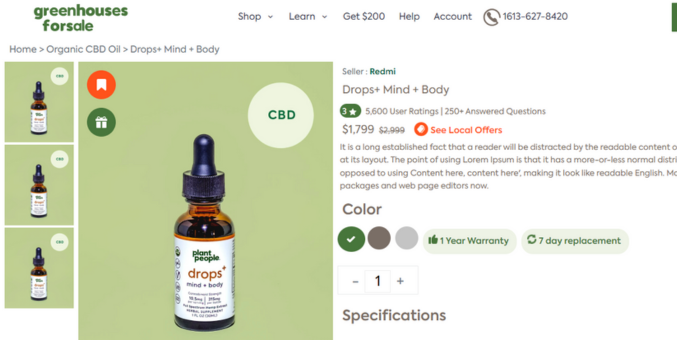 greenhouses
forsale
Shop Learn Get $200 Help Account 1613-627-8420
Home > Organic CBD Oil > Drops+ Mind + Body
CBD
CBD
CBD
CBD
plant
people
drops+
mind + body
HERBAL SUPPLEMENT
Seller : Redmi
Drops+ Mind + Body
3 5,600 User Ratings | 250+ Answered Questions
$1,799 $2,999 See Local Offers
It is a long established fact that a reader will be distracted by the readable content o
at its layout. The point of using Lorem Ipsum is that it has a more-or-less normal distri
opposed to using Content here, content here', making it look like readable English. Ma
packages and web page editors now.
Color
1 Year Warranty 7 day replacement
- 1 +
Specifications